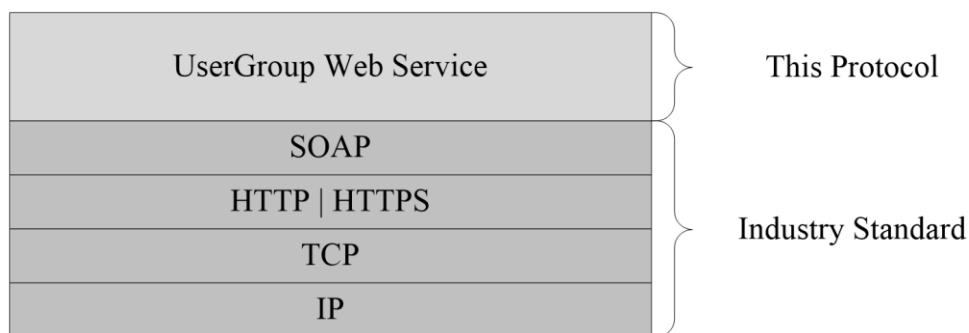 UserGroup Web Service
This Protocol
SOAP
HTTP | HTTPS
TCP
IP
Industry Standard